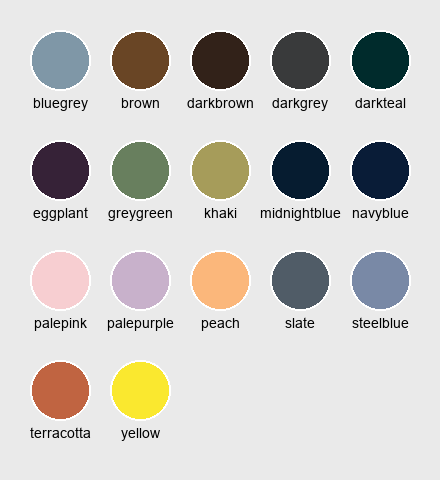 bluegrey brown darkbrown darkgrey darkteal
eggplant greygreen khaki midnightblue navyblue
palepink palepurple peach slate steelblue
terracotta yellow